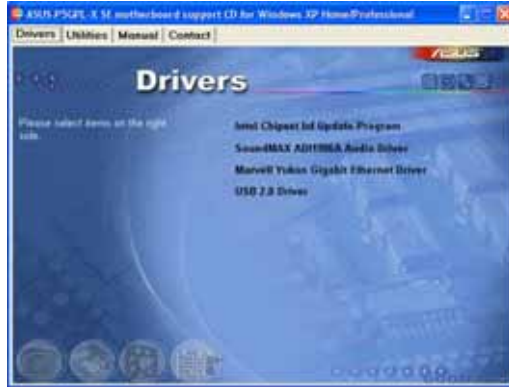 ASUS P5GPL-X SE motherboard support CD for Windows XP Home/Professional
Drivers Utilities Manual Contact
ASUS
Drivers
Please select items on the right
side.
Intel Chipset Inf Update Program
SoundMAX ADI1986A Audio Driver
Marvell Yukon Gigabit Ethernet Driver
USB 2.0 Driver